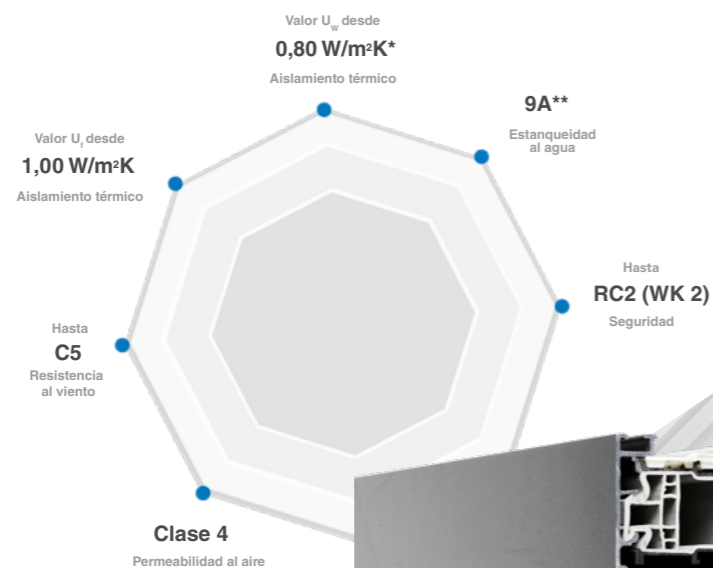 Valor Uw desde
0,80 W/m²K*
Aislamiento térmico
9A**
Estanqueidad
al agua
Valor Uf desde
1,00 W/m²K
Aislamiento térmico
Hasta
RC2 (WK 2)
Seguridad
Hasta
C5
Resistencia
al viento
Clase 4
Permeabilidad al aire